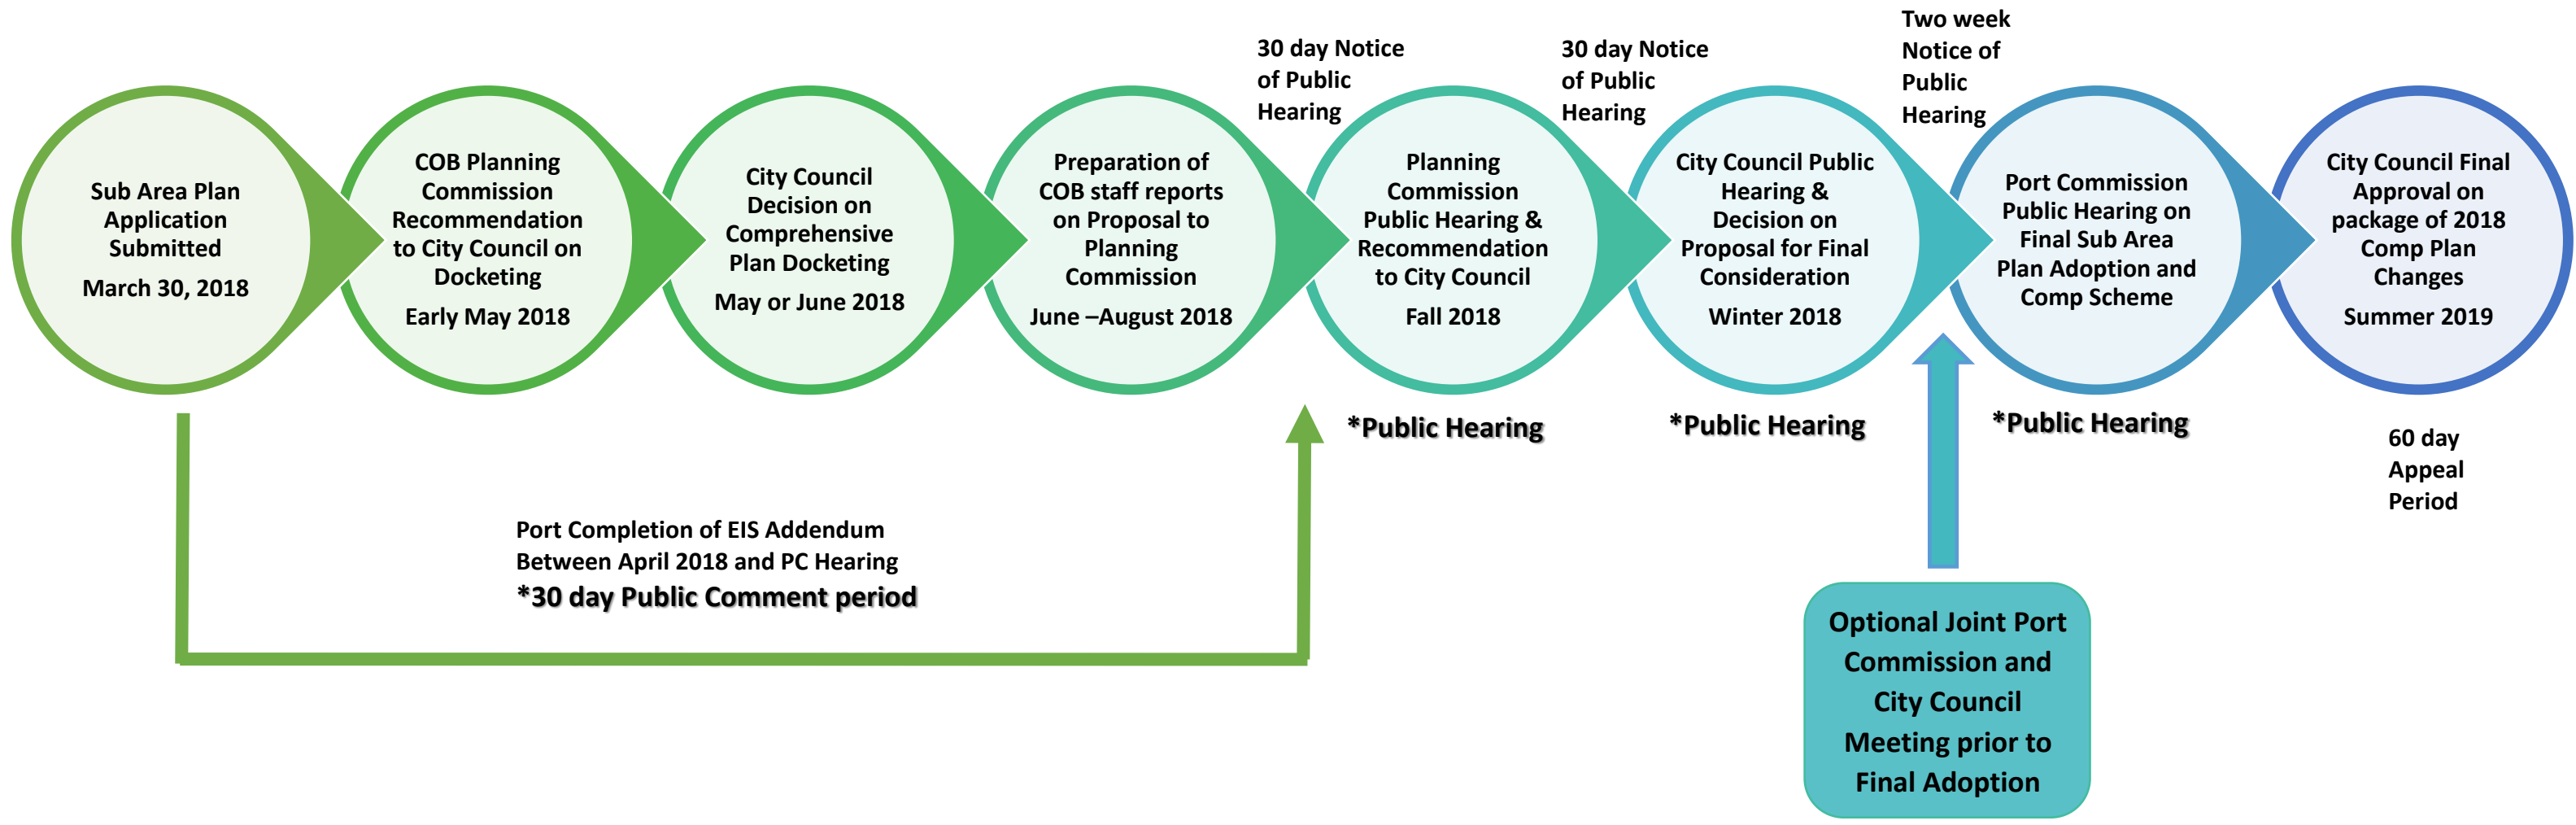 30 day Notice
of Public
Hearing
30 day Notice
of Public
Hearing
Two week
Notice of
Public
Hearing
Sub Area Plan
Application
Submitted
March 30, 2018
COB Planning
Commission
Recommendation
to City Council on
Docketing
Early May 2018
City Council
Decision on
Comprehensive
Plan Docketing
May or June 2018
Preparation of
COB staff reports
on Proposal to
Planning
Commission
June –August 2018
Planning
Commission
Public Hearing &
Recommendation
to City Council
Fall 2018
City Council Public
Hearing &
Decision on
Proposal for Final
Consideration
Winter 2018
Port Commission
Public Hearing on
Final Sub Area
Plan Adoption and
Comp Scheme
City Council Final
Approval on
package of 2018
Comp Plan
Changes
Summer 2019
*Public Hearing
*Public Hearing
*Public Hearing
60 day
Appeal
Period
Port Completion of EIS Addendum
Between April 2018 and PC Hearing
*30 day Public Comment period
Optional Joint Port
Commission and
City Council
Meeting prior to
Final Adoption